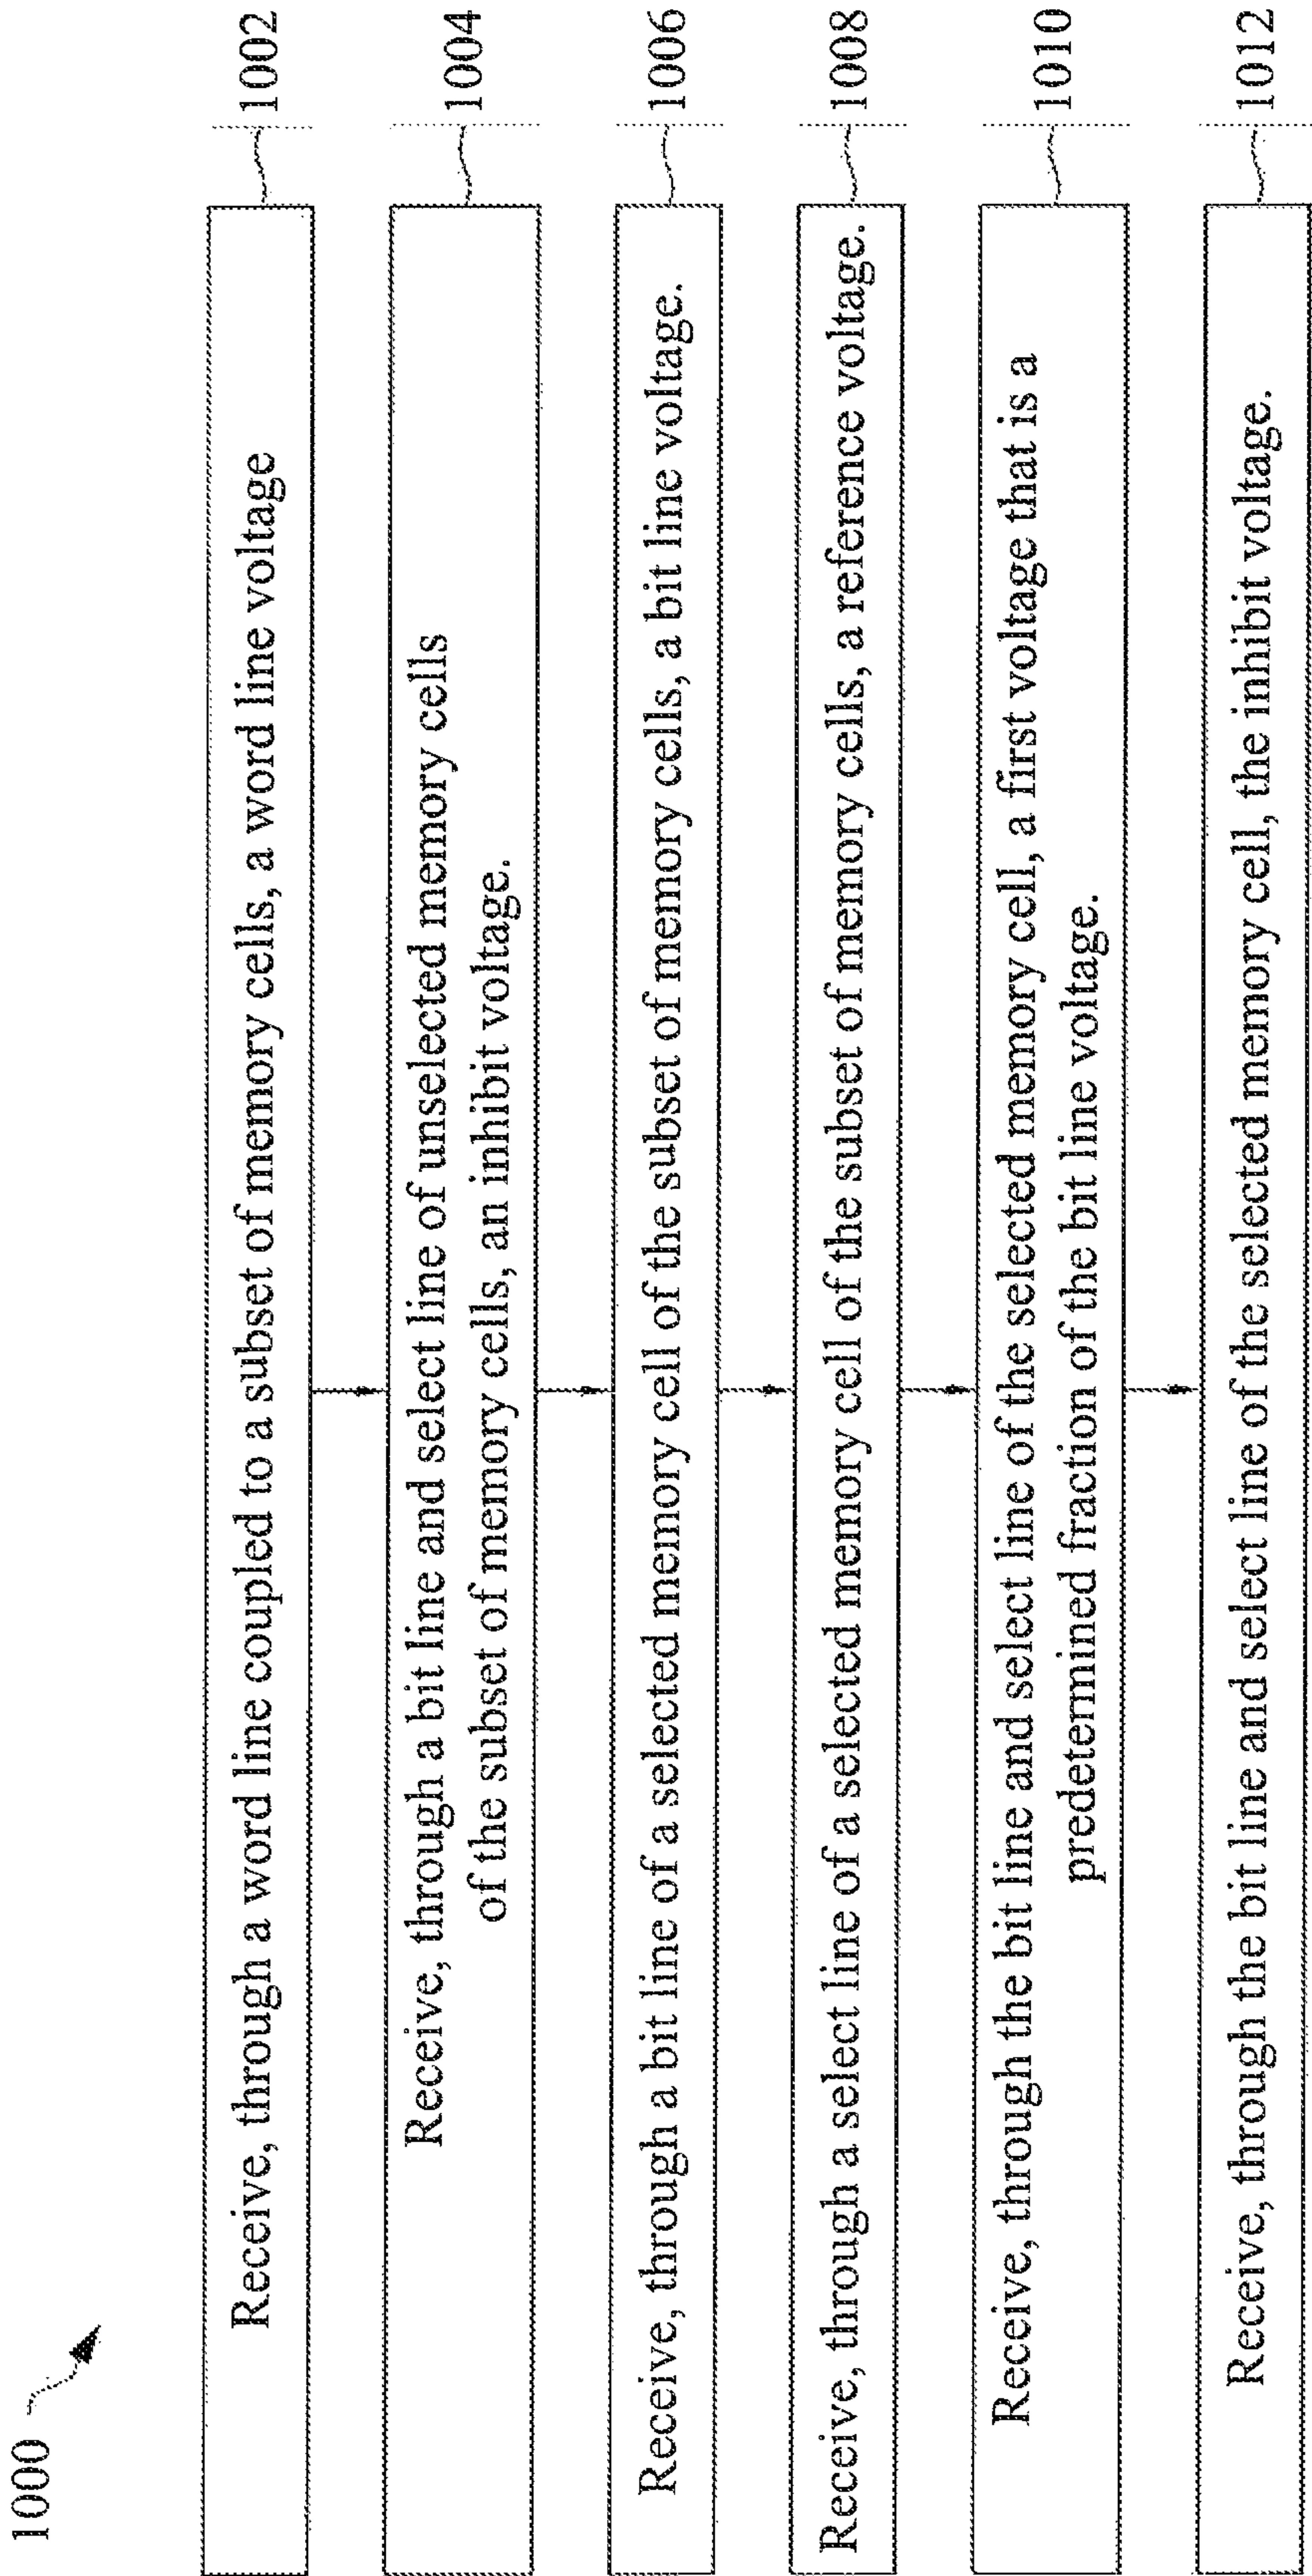 1000
Receive, through a word line coupled to a subset of memory cells, a word line voltage
1002
Receive, through a bit line and select line of unselected memory cells
of the subset of memory cells, an inhibit voltage.
1004
Receive, through a bit line of a selected memory cell of the subset of memory cells, a bit line voltage.
1006
Receive, through a select line of a selected memory cell of the subset of memory cells, a reference voltage.
1008
Receive, through the bit line and select line of the selected memory cell, a first voltage that is a
predetermined fraction of the bit line voltage.
1010
Receive, through the bit line and select line of the selected memory cell, the inhibit voltage.
1012